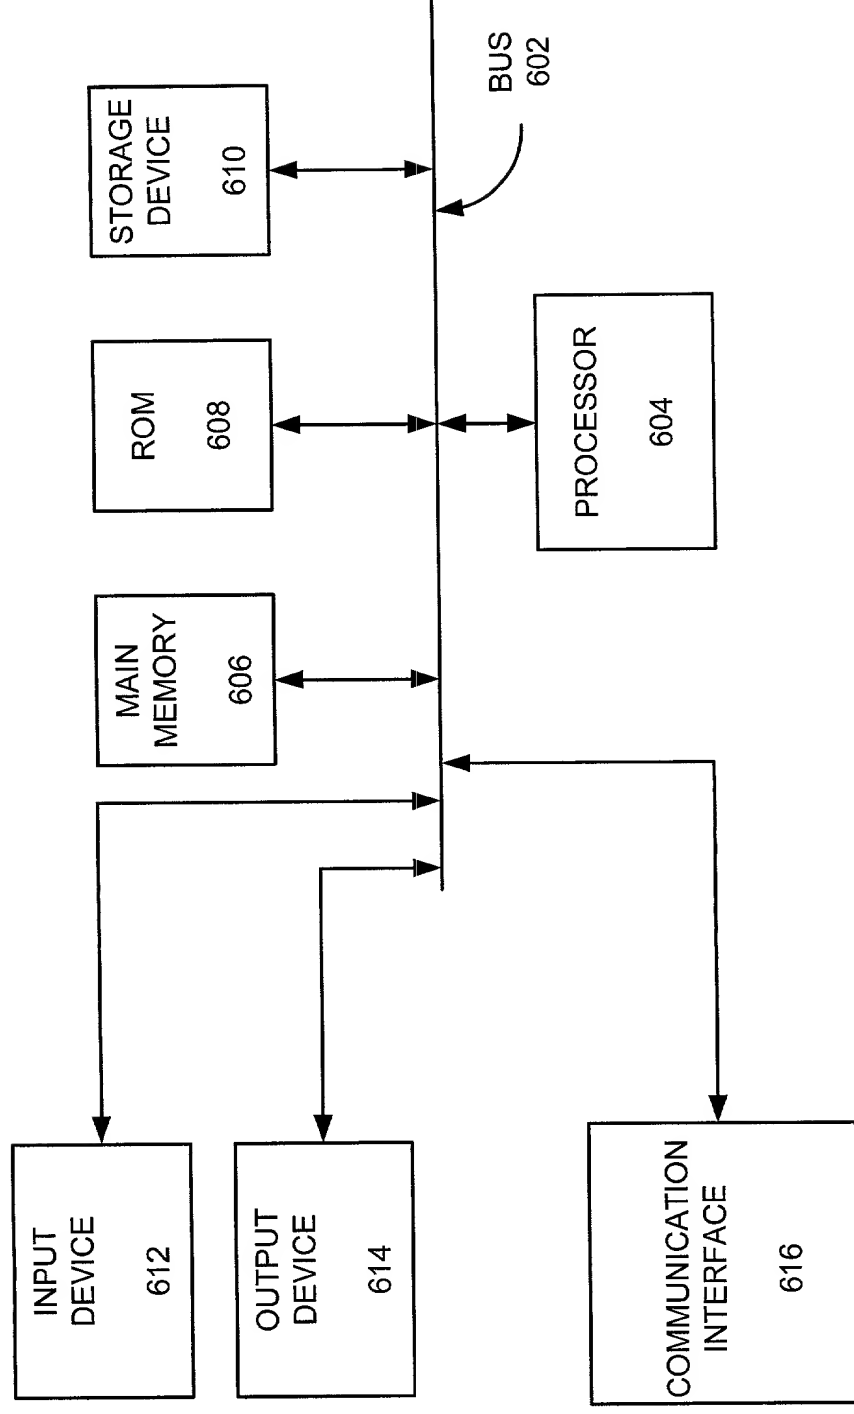 INPUT
DEVICE
612
OUTPUT
DEVICE
614
COMMUNICATION
INTERFACE
616
MAIN
MEMORY
606
ROM
608
STORAGE
DEVICE
610
PROCESSOR
604
BUS
602